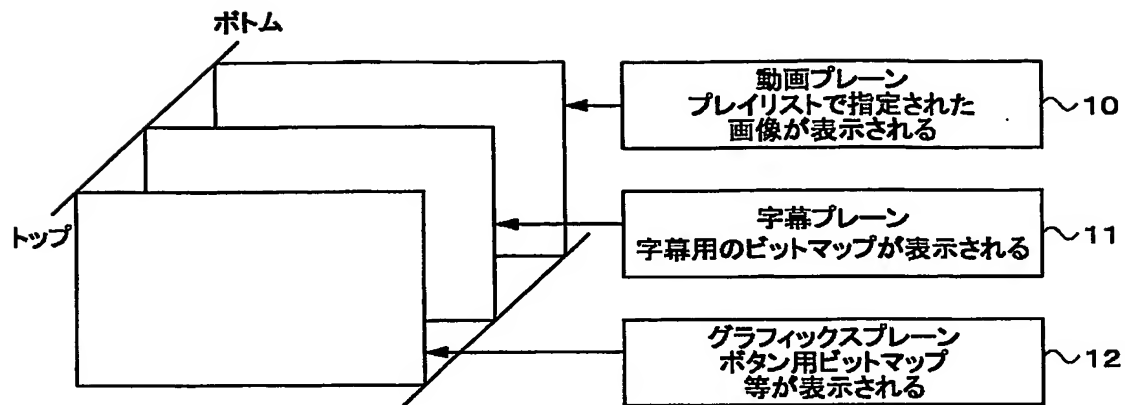 ボトム
動画プレーン
プレイリストで指定された
画像が表示される
10
トップ
字幕プレーン
字幕用のビットマップが表示される
11
グラフィックスプレーン
ボタン用ビットマップ
等が表示される
12